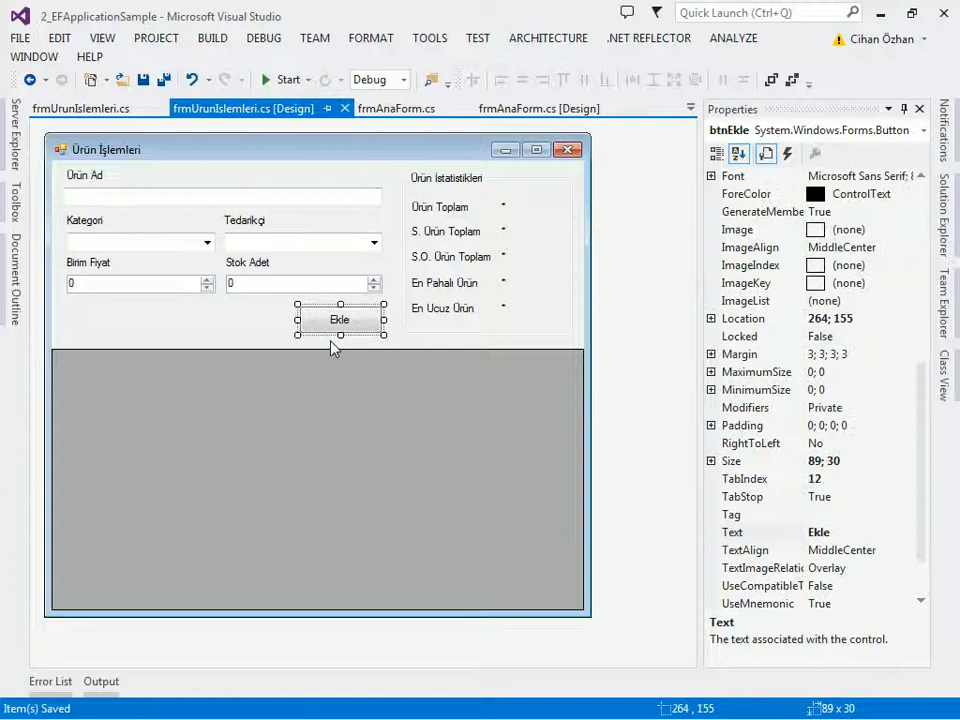 2_EFApplicationSample - Microsoft Visual Studio
Quick Launch (Ctrl+Q)
FILE EDIT VIEW PROJECT BUILD DEBUG TEAM FORMAT TOOLS TEST ARCHITECTURE .NET REFLECTOR ANALYZE
Cihan Özhan
WINDOW HELP
Start
Debug
Server Explorer
Toolbox
Document Outline
frmUrunIslemleri.cs
frmUrunIslemleri.cs [Design]
frmAnaForm.cs
frmAnaForm.cs [Design]
Ürün İşlemleri
Ürün Ad
Kategori
Tedarikçi
Birim Fiyat
Stok Adet
0
0
Ekle
Ürün İstatistikleri
Ürün Toplam
S. Ürün Toplam
S.O. Ürün Toplam
En Pahalı Ürün
En Ucuz Ürün
Properties
btnEkle System.Windows.Forms.Button
Font Microsoft Sans Serif; 8
ForeColor ControlText
GenerateMembe True
Image (none)
ImageAlign MiddleCenter
ImageIndex (none)
ImageKey (none)
ImageList (none)
Location 264; 155
Locked False
Margin 3; 3; 3; 3
MaximumSize 0; 0
MinimumSize 0; 0
Modifiers Private
Padding 0; 0; 0; 0
RightToLeft No
Size 89; 30
TabIndex 12
TabStop True
Tag
Text Ekle
TextAlign MiddleCenter
TextImageRelatic Overlay
UseCompatibleT False
UseMnemonic True
Text
The text associated with the control.
Notifications
Solution Explorer
Team Explorer
Class View
Error List Output
Item(s) Saved
264 , 155
89 x 30